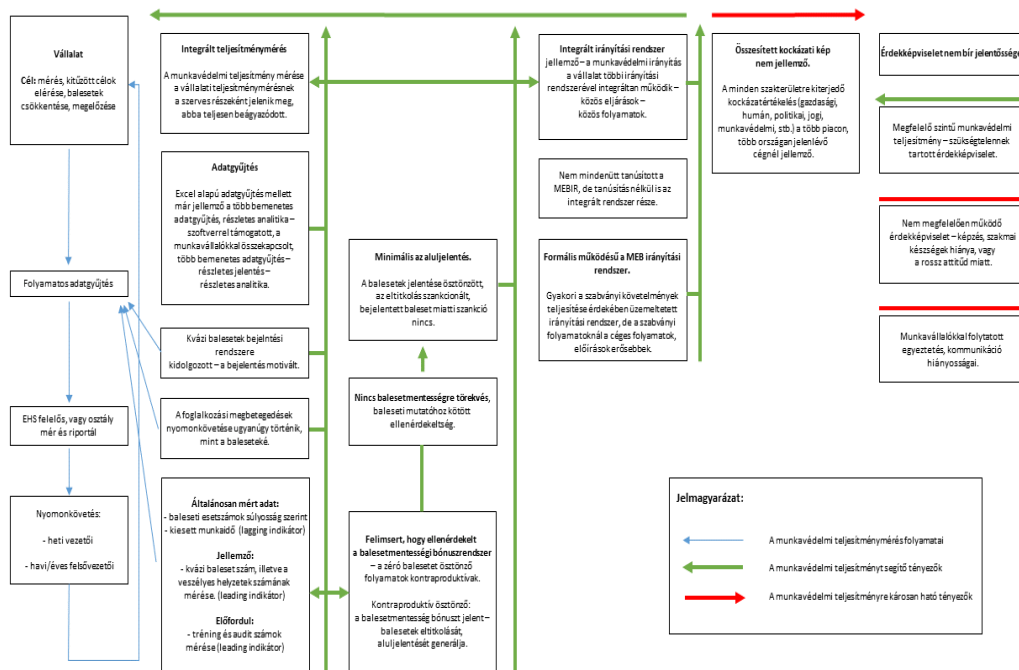 Vállalat
Cél: mérés, kitűzött célok
elérése, balesetek
csökkentése, megelőzése
Folyamatos adatgyűjtés
EHS felelős, vagy osztály
mér és riportál
Nyomonkövetés:
- heti vezetői
- havi/éves felsővezetői
Integrált teljesítménymérés
A munkavédelmi teljesítmény mérése
a vállalati teljesítménymérésnek
a szerves részeként jelenik meg,
abba teljesen beágyazódott.
Adatgyűjtés
Excel alapú adatgyűjtés mellett
már jellemző a több bemenetes
adatgyűjtés, részletes analitika –
szoftverrel támogatott, a
munkavállalókkal összekapcsolt,
több bemenetes adatgyűjtés –
részletes jelentés –
részletes analitika.
Kvázi balesetek bejelntési
rendszere
kidolgozott – a bejelentés motivált.
A foglalkozási megbetegedések
nyomonkövetése ugyanúgy történik,
mint a baleseteké.
Általánosan mért adat:
- baleseti esetszámok súlyosság szerint
- kiesett munkaidő (lagging indikátor)
Jellemző:
- kvázi baleset szám, illetve a
veszélyes helyzetek számának
mérése. (leading indikátor)
Előfordul:
- tréning és audit számok
mérése (leading indikátor)
Minimális az aluljelentés.
A balesetek jelentése ösztönzött,
az eltitkolás szankcionált,
bejelentett baleset miatti szankció
nincs.
Nincs balesetmentességre törekvés,
baleseti mutatóhoz kötött
ellenérdekeltség.
Felimsert, hogy ellenérdekelt
a balesetmentességi bónuszrendszer
– a zéró balesetet ösztönző
folyamatok kontraproduktívak.
Kontraproduktív ösztönző:
a balesetmentesség bónuszt jelent –
balesetek eltitkolását,
aluljelentését generálja.
Integrált irányítási rendszer
jellemző – a munkavédelmi irányítás
a vállalat többi irányítási
rendszerével integráltan működik –
közös eljárások –
közös folyamatok.
Nem mindenütt tanúsított a
MEBIR, de tanúsítás nélkül is az
integrált rendszer része.
Formális működésű a MEB irányítási
rendszer.
Gyakori a szabványi követelmények
teljesítése érdekében üzemeltetett
irányítási rendszer, de a szabványi
folyamatoknál a céges folyamatok,
előírások erősebbek.
Összesített kockázati kép
nem jellemző.
A minden szakterületre kiterjedő
kockázatértékelés (gazdasági,
humán, politikai, jogi,
munkavédelmi, stb.) a több piacon,
több országan jelenlévő
cégnél jellemző.
Érdekképviselet nem bír jelentősége
Megfelelő szintű munkavédelmi
teljesítmény – szükségtelennek
tartott érdekképviselet.
Nem megfelelően működő
érdekképviselet – képzés, szakmai
készségek hiánya, vagy
a rossz attitűd miatt.
Munkavállalókkal folytatott
egyeztetés, kommunikáció
hiányosságai.
Jelmagyarázat:
A munkavédelmi teljesítménymérés folyamatai
A munkavédelmi teljesítményt segítő tényezők
A munkavédelmi teljesítményre károsan ható tényezők